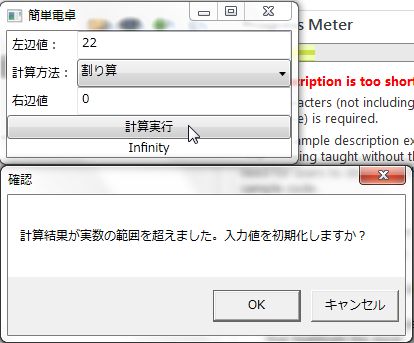 簡単電卓
s Meter
左辺値：
22
計算方法：
割り算
右辺値
0
計算実行
Infinity
cription is too short
acters (not including
e) is required.
mple description ex
ing taught without th
確認
計算結果が実数の範囲を超えました。入力値を初期化しますか？
OK
キャンセル